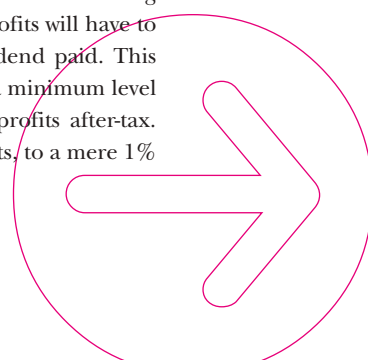 ofits will have to
dend paid. This
minimum level
profits after-tax.
ts, to a mere 1%